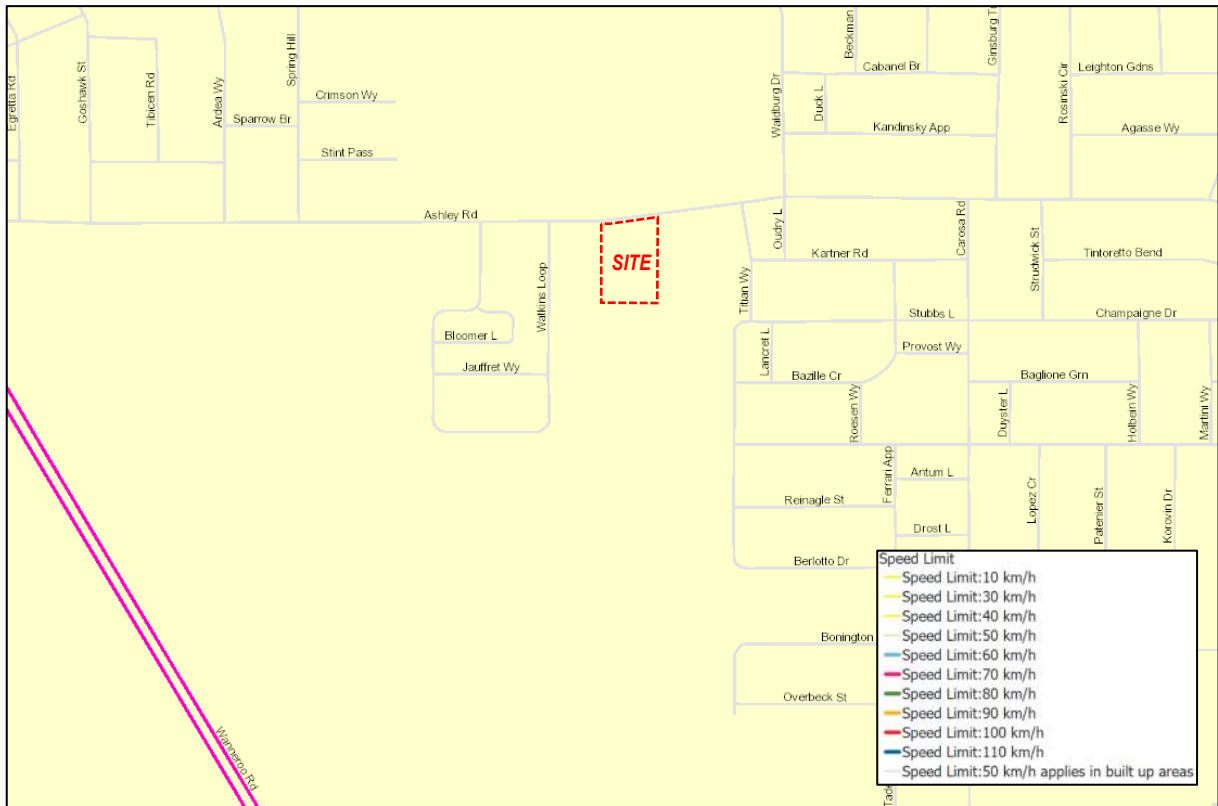 Egretta Rd
Goshawk St
Tibicen Rd
Ardea Wy
Spring Hill
Crimson Wy
Sparrow Br
Stint Pass
Beckman
Cabanel Br
Duck L
Waldburg Dr
Kandinsky App
Rosinski Cir
Leighton Gdns
Agasse Wy
Ashley Rd
SITE
Watkins Loop
Bloomer L
Jauffret Wy
Oudry L
Kartner Rd
Carosa Rd
Strudwick St
Tintoretto Bend
Titian Wy
Stubbs L
Champaigne Dr
Lancret L
Provost Wy
Bazille Cr
Baglione Grn
Roesen Wy
Duyster L
Holbein Wy
Martini Wy
Antum L
Ferrari App
Reinagle St
Drost L
Lopez Cr
Patenier St
Korovin Dr
Berlotto Dr
Bonington
Overbeck St
Wanneroo Rd
Speed Limit
Speed Limit:10 km/h
Speed Limit:30 km/h
Speed Limit:40 km/h
Speed Limit:50 km/h
Speed Limit:60 km/h
Speed Limit:70 km/h
Speed Limit:80 km/h
Speed Limit:90 km/h
Speed Limit:100 km/h
Speed Limit:110 km/h
Speed Limit:50 km/h applies in built up areas